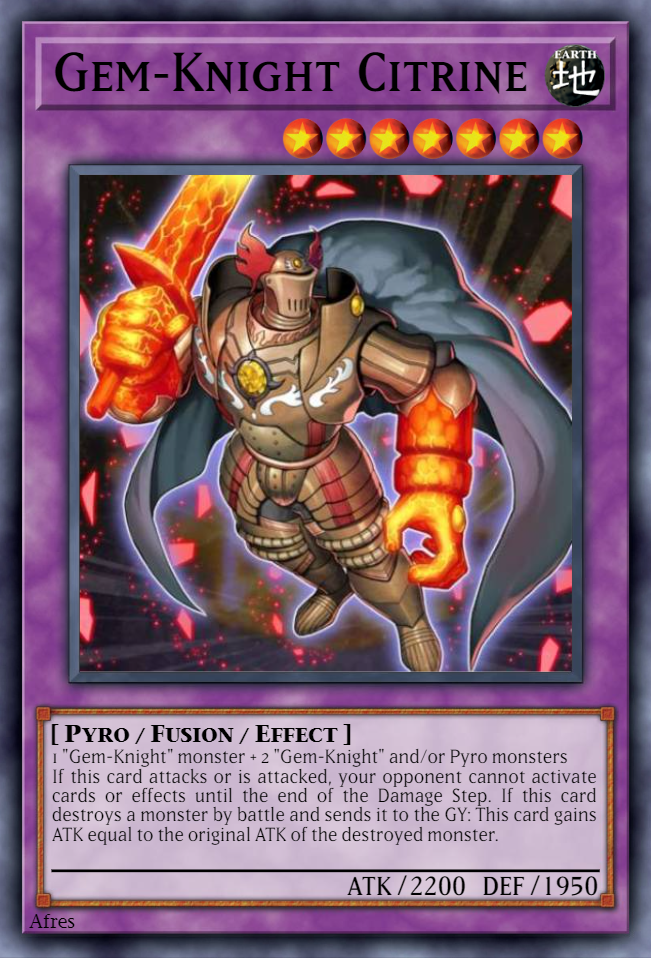 Gem-Knight Citrine
EARTH
地
[ Pyro / Fusion / Effect ]
1 "Gem-Knight" monster + 2 "Gem-Knight" and/or Pyro monsters
If this card attacks or is attacked, your opponent cannot activate
cards or effects until the end of the Damage Step. If this card
destroys a monster by battle and sends it to the GY: This card gains
ATK equal to the original ATK of the destroyed monster.
ATK / 2200 DEF / 1950
Afres